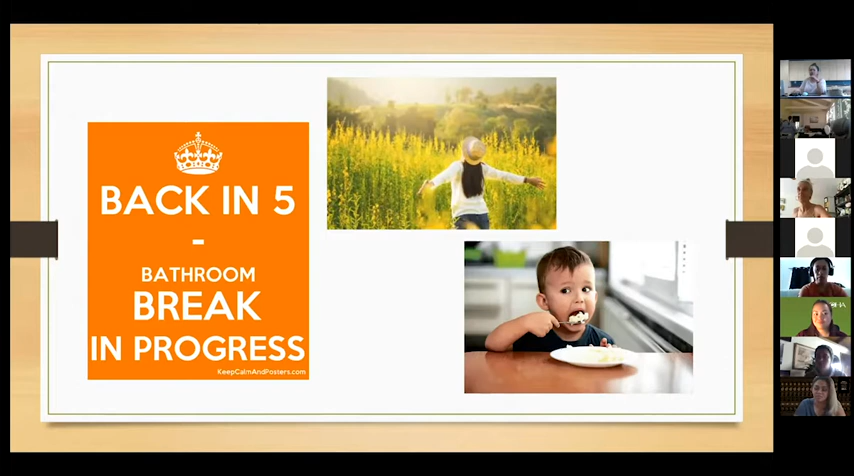 BACK IN 5
-
BATHROOM
BREAK
IN PROGRESS
KeepCalmAndPosters.com